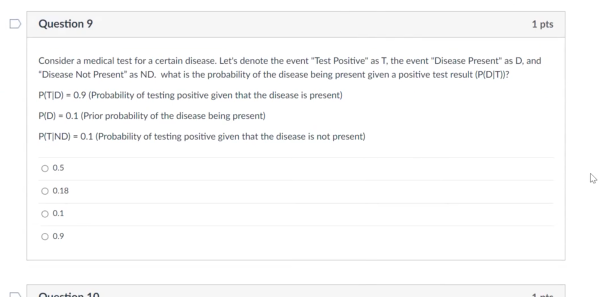 Question 9
1 pts
Consider a medical test for a certain disease. Let's denote the event "Test Positive" as T, the event "Disease Present" as D, and
"Disease Not Present" as ND. what is the probability of the disease being present given a positive test result (P(D|T))?
P(T|D) = 0.9 (Probability of testing positive given that the disease is present)
P(D) = 0.1 (Prior probability of the disease being present)
P(T|ND) = 0.1 (Probability of testing positive given that the disease is not present)
0.5
0.18
0.1
0.9
Question 10
1 pts